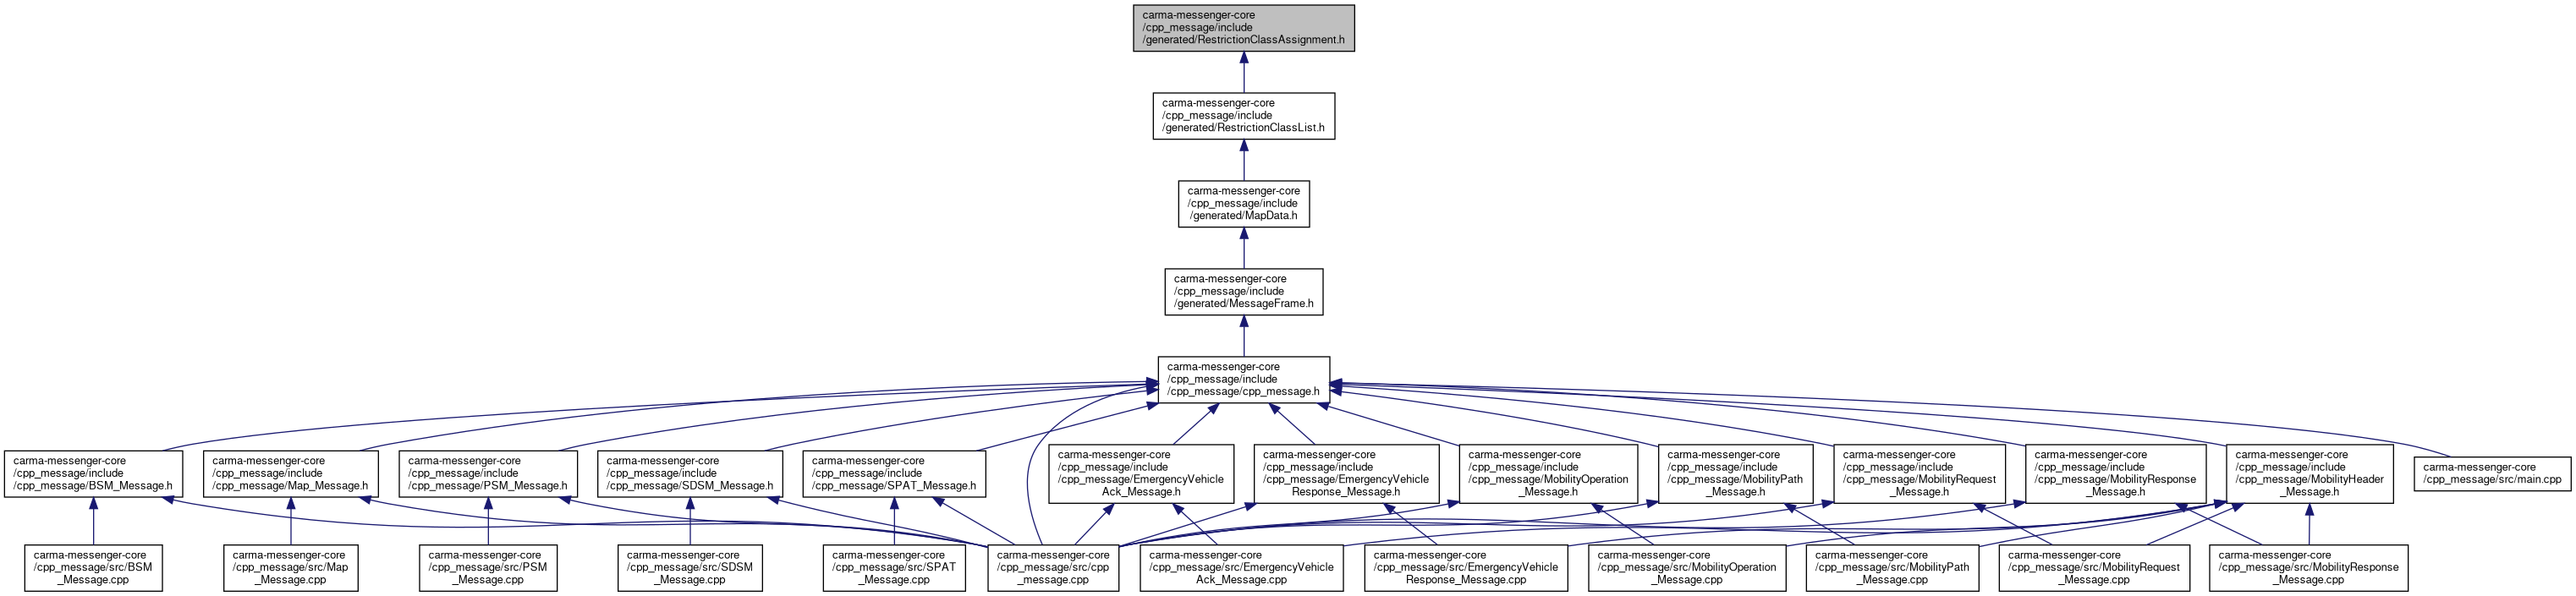 carma-messenger-core
/cpp_message/include
/generated/RestrictionClassAssignment.h
carma-messenger-core
/cpp_message/include
/generated/RestrictionClassList.h
carma-messenger-core
/cpp_message/include
/generated/MapData.h
carma-messenger-core
/cpp_message/include
/generated/MessageFrame.h
carma-messenger-core
/cpp_message/include
/cpp_message/cpp_message.h
carma-messenger-core
/cpp_message/include
/cpp_message/BSM_Message.h
carma-messenger-core
/cpp_message/include
/cpp_message/Map_Message.h
carma-messenger-core
/cpp_message/include
/cpp_message/PSM_Message.h
carma-messenger-core
/cpp_message/include
/cpp_message/SDSM_Message.h
carma-messenger-core
/cpp_message/include
/cpp_message/SPAT_Message.h
carma-messenger-core
/cpp_message/include
/cpp_message/EmergencyVehicle
Ack_Message.h
carma-messenger-core
/cpp_message/include
/cpp_message/EmergencyVehicle
Response_Message.h
carma-messenger-core
/cpp_message/include
/cpp_message/MobilityOperation
_Message.h
carma-messenger-core
/cpp_message/include
/cpp_message/MobilityPath
_Message.h
carma-messenger-core
/cpp_message/include
/cpp_message/MobilityRequest
_Message.h
carma-messenger-core
/cpp_message/include
/cpp_message/MobilityResponse
_Message.h
carma-messenger-core
/cpp_message/include
/cpp_message/MobilityHeader
_Message.h
carma-messenger-core
/cpp_message/src/main.cpp
carma-messenger-core
/cpp_message/src/BSM
_Message.cpp
carma-messenger-core
/cpp_message/src/Map
_Message.cpp
carma-messenger-core
/cpp_message/src/PSM
_Message.cpp
carma-messenger-core
/cpp_message/src/SDSM
_Message.cpp
carma-messenger-core
/cpp_message/src/SPAT
_Message.cpp
carma-messenger-core
/cpp_message/src/cpp
_message.cpp
carma-messenger-core
/cpp_message/src/EmergencyVehicle
Ack_Message.cpp
carma-messenger-core
/cpp_message/src/EmergencyVehicle
Response_Message.cpp
carma-messenger-core
/cpp_message/src/MobilityOperation
_Message.cpp
carma-messenger-core
/cpp_message/src/MobilityPath
_Message.cpp
carma-messenger-core
/cpp_message/src/MobilityRequest
_Message.cpp
carma-messenger-core
/cpp_message/src/MobilityResponse
_Message.cpp